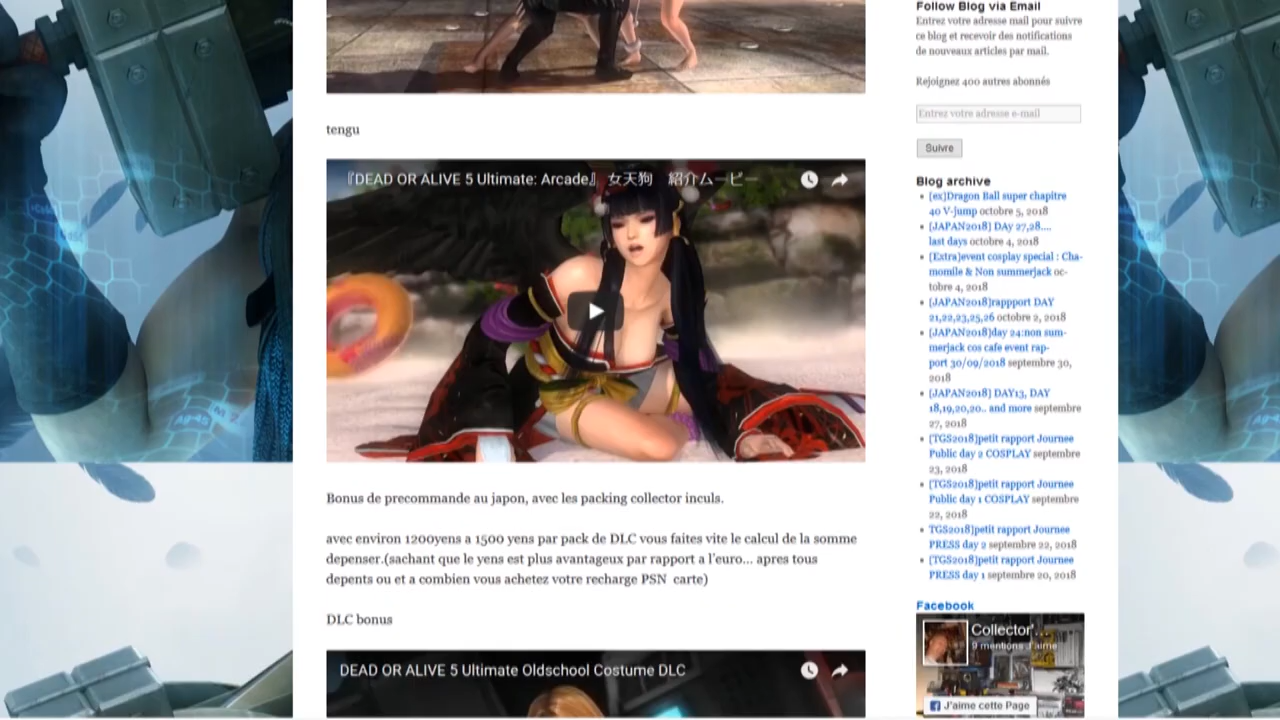 tengu
『DEAD OR ALIVE 5 Ultimate: Arcade』 女天狗　紹介ムービー
Bonus de precommande au japon, avec les packing collector inculs.
avec environ 1200yens a 1500 yens par pack de DLC vous faites vite le calcul de la somme
depenser.(sachant que le yens est plus avantageux par rapport a l'euro... apres tous
depents ou et a combien vous achetez votre recharge PSN carte)
DLC bonus
DEAD OR ALIVE 5 Ultimate Oldschool Costume DLC
Follow Blog via Email
Entrez votre adresse mail pour suivre
ce blog et recevoir des notifications
de nouveaux articles par mail.
Rejoignez 400 autres abonnés
Entrez votre adresse e-mail
Suivre
Blog archive
[ex]Dragon Ball super chapitre
40 V-jump octobre 5, 2018
[JAPAN2018] DAy 27,28....
last days octobre 4, 2018
[Extra]event cosplay special : Cha-
momile & Non summerjack oc-
tobre 4, 2018
[JAPAN2018]rappport DAY
21,22,23,25,26 octobre 2, 2018
[JAPAN2018]day 24:non sum-
merjack cos cafe event rap-
port 30/09/2018 septembre 30,
2018
[JAPAN2018] DAY13, DAY
18,19,20,20.. and more septembre
27, 2018
[TGS2018]petit rapport Journee
Public day 2 COSPLAY septembre
23, 2018
[TGS2018]petit rapport Journee
Public day 1 COSPLAY septembre
22, 2018
TGS2018]petit rapport Journee
PRESS day 2 septembre 22, 2018
[TGS2018]petit rapport Journee
PRESS day 1 septembre 20, 2018
Facebook
Collector'...
9 mentions J'aime
J'aime cette Page